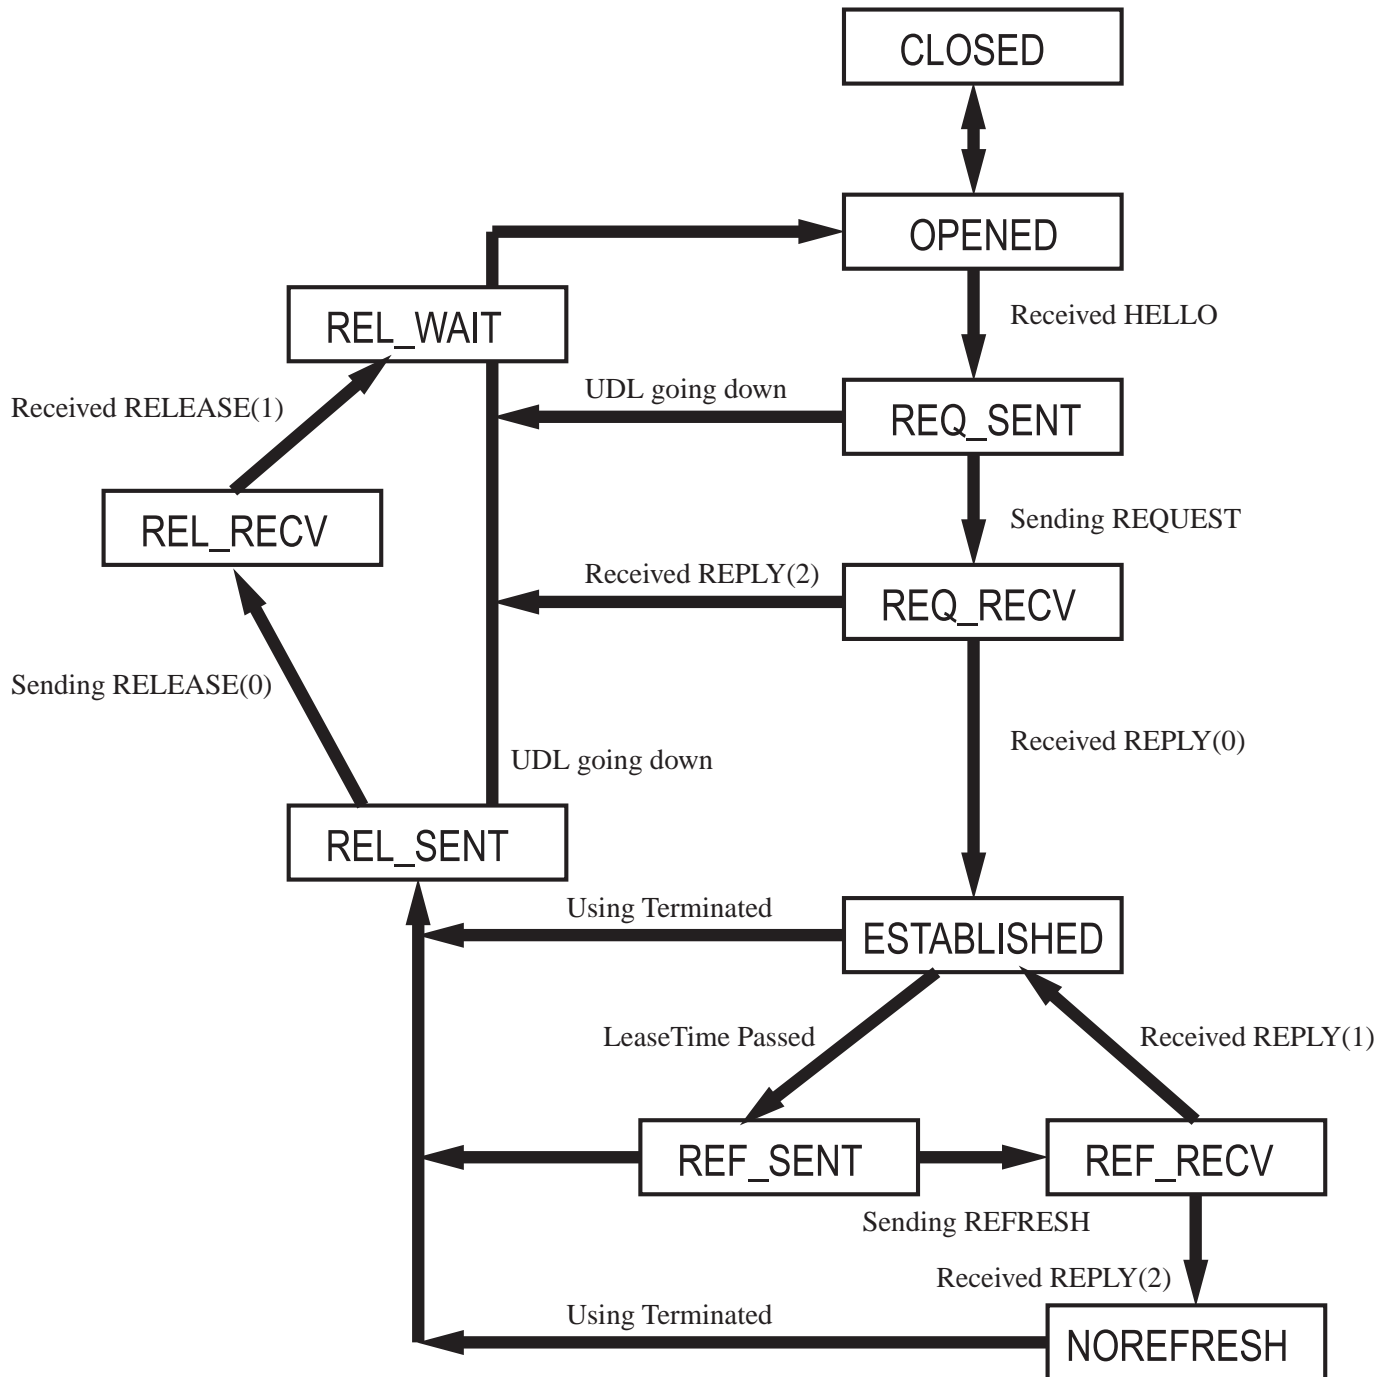 CLOSED
OPENED
Received HELLO
REL_WAIT
UDL going down
Received RELEASE(1)
REQ_SENT
REL_RECV
Sending REQUEST
Received REPLY(2)
REQ_RECV
Sending RELEASE(0)
Received REPLY(0)
UDL going down
REL_SENT
Using Terminated
ESTABLISHED
LeaseTime Passed
Received REPLY(1)
REF_SENT
REF_RECV
Sending REFRESH
Received REPLY(2)
Using Terminated
NOREFRESH